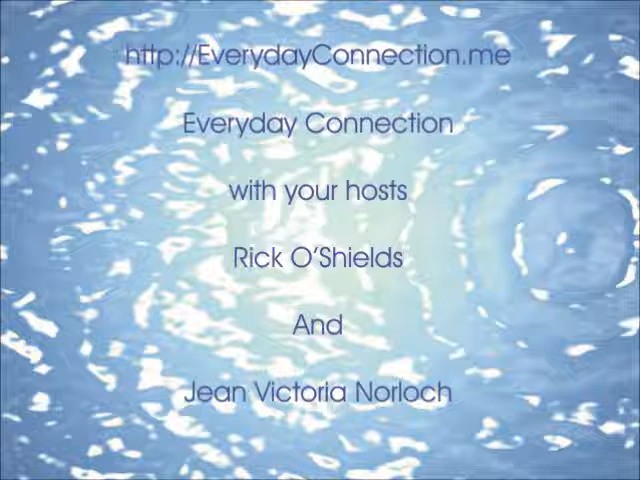 http://EverydayConnection.me
Everyday Connection
with your hosts
Rick O'Shields
And
Jean Victoria Norloch